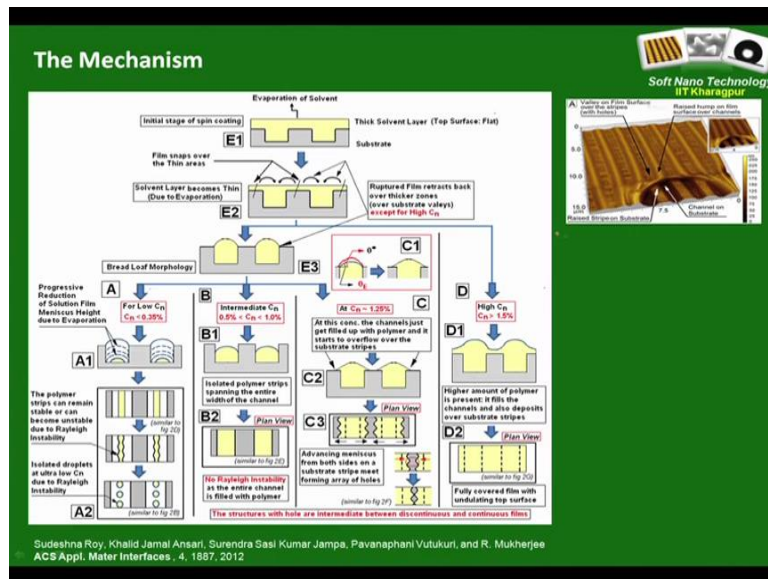 The Mechanism
Soft Nano Technology
IIT Kharagpur
Evaporation of Solvent
Initial stage of spin coating
Thick Solvent Layer (Top Surface: Flat)
E1
Substrate
Film snaps over
the Thin areas
Solvent Layer becomes Thin
(Due to Evaporation)
E2
Ruptured Film retracts back
over thicker zones
(over substrate valleys)
except for High Cn
Bread Loaf Morphology
E3
C1
θ*
θE
Progressive
Reduction
of Solution Film
Meniscus Height
due to Evaporation
A
For Low Cn
Cn <0.35%
A1
The polymer
strips can remain
stable or can
become unstable
due to Rayleigh
Instability
(similar to
fig 2D)
Isolated droplets
at ultra low Cn
due to Rayleigh
Instability
A2
(similar to fig 2B)
B
Intermediate Cn
0.5% < Cn < 1.0%
B1
Isolated polymer strips
spanning the entire
widthof the channel
B2
Plan View
(similar to fig 2E)
No Rayleigh Instability
as the entire channel
is filled with polymer
C
At Cn ~ 1.25%
At this conc. the channels just
get filled up with polymer and it
starts to overflow over the
substrate stripes
C2
C3
Plan View
Advancing meniscus
from both sides on a
substrate stripe meet
forming array of holes
(similar to fig 2F)
D
High Cn
Cn > 1.5%
D1
Higher amount of polymer
is present: it fills the
channels and also deposits
over substrate stripe
D2
Plan View
(similar to fig 2G)
Fully covered film with
undulating top surface
The structures with hole are intermediate between discontinuous and continuous films
A
Valley on Film Surface
over the stripes
(with holes)
Raised hump on film
surface over channels
0
5.0
10.0
15.0
μm
7.5
Raised Stripe on Substrate
Channel on
Substrate
Sudeshna Roy, Khalid Jamal Ansari, Surendra Sasi Kumar Jampa, Pavanaphani Vutukuri, and R. Mukherjee
ACS Appl. Mater Interfaces , 4, 1887, 2012